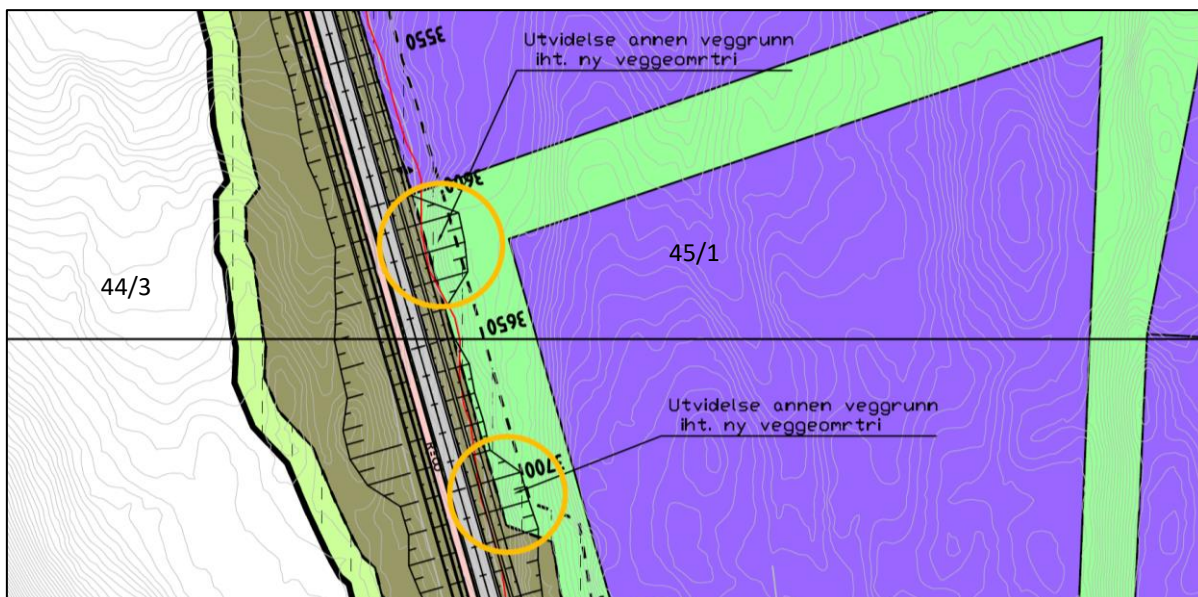 3550
Utvidelse annen veggrunn
iht. ny veggeomrtri
3600
45/1
44/3
3650
Utvidelse annen veggrunn
iht. ny veggeomrtri
3700